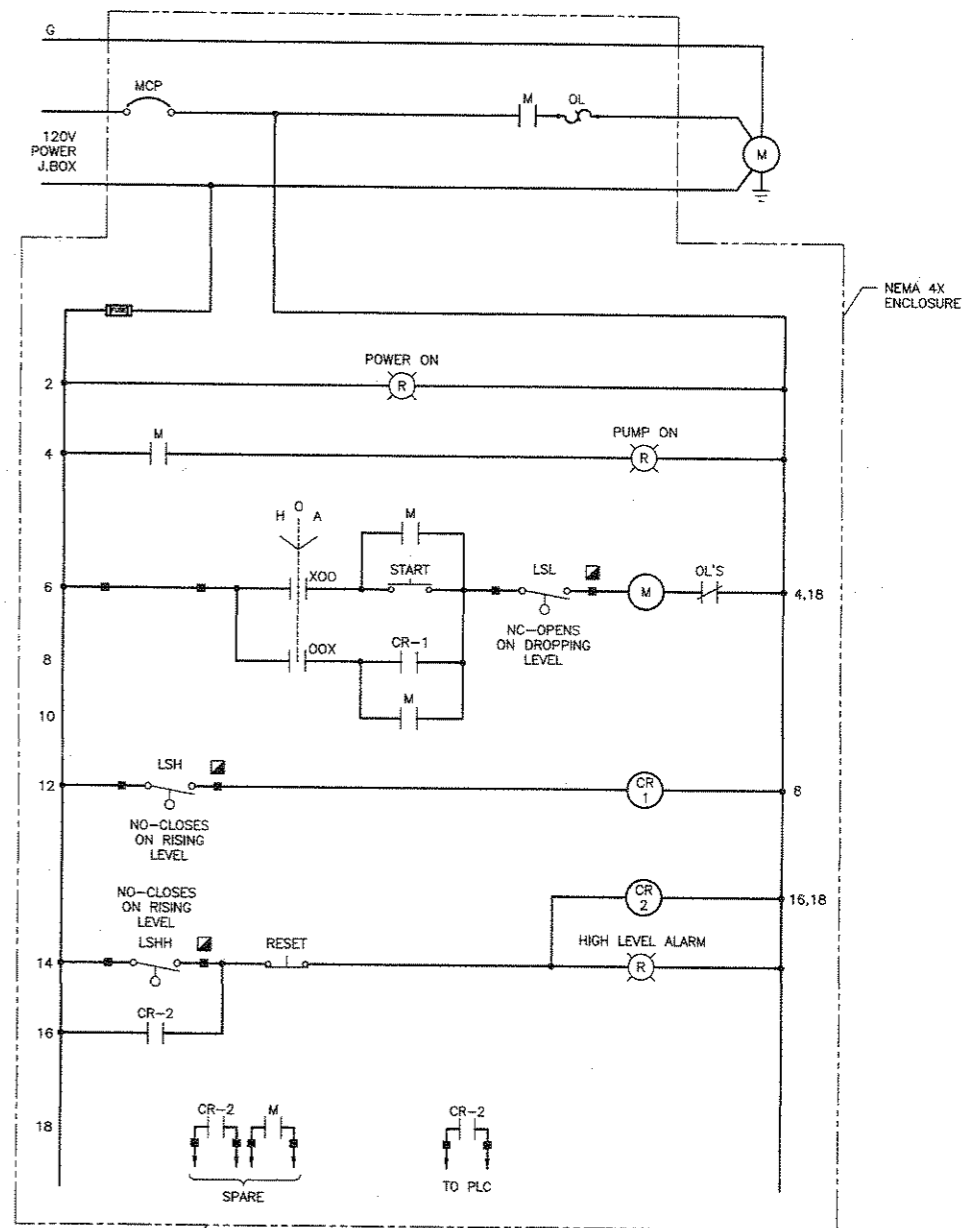 G
MCP
M
OL
120V
POWER
J.BOX
M
NEMA 4X
ENCLOSURE
FUSE
POWER ON
2
R
M
PUMP ON
4
R
H O A
M
XOO
START
LSL
OL'S
6
M
4,18
NC-OPENS
ON DROPPING
LEVEL
OOX
CR-1
8
M
10
LSH
12
CR
1
8
NO-CLOSES
ON RISING
LEVEL
NO-CLOSES
ON RISING
LEVEL
CR
2
16,18
LSHH
RESET
HIGH LEVEL ALARM
14
R
CR-2
16
CR-2
M
CR-2
18
SPARE
TO PLC